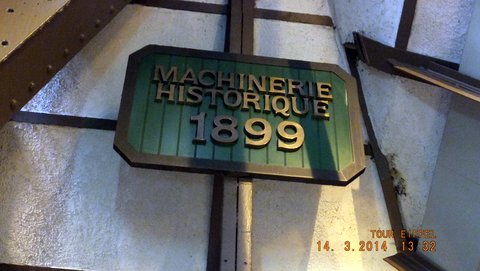 MACHINERIE
HISTORIQUE
1899
TOUR EIFFEL
14. 3.2014 13:32